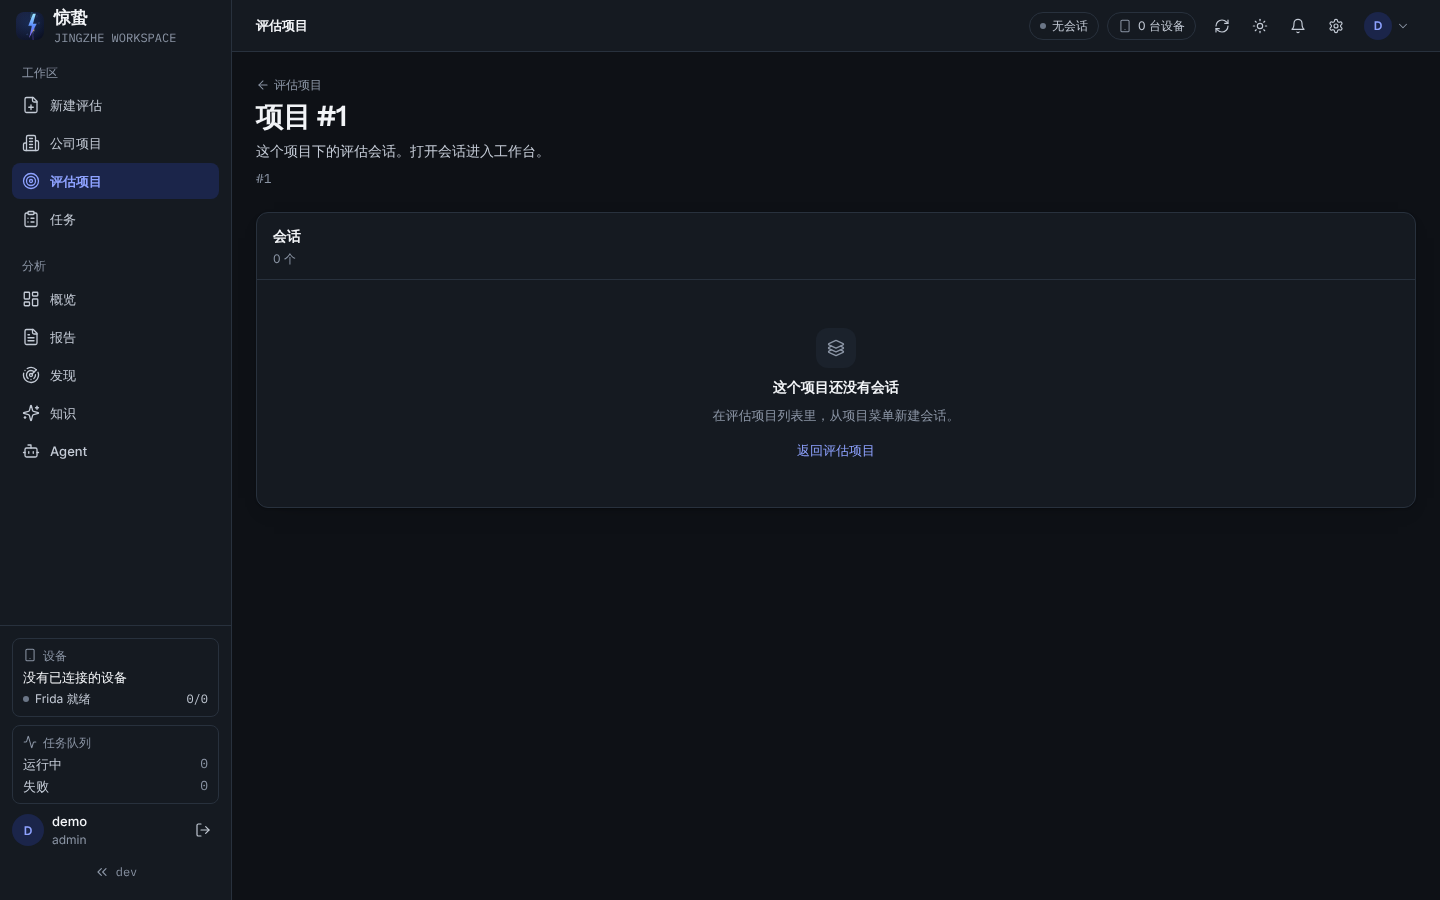 惊蛰
JINGZHE WORKSPACE
工作区
新建评估
公司项目
评估项目
任务
分析
概览
报告
发现
知识
Agent
设备
没有已连接的设备
Frida 就绪 0/0
任务队列
运行中 0
失败 0
D demo
admin
dev
评估项目
无会话
0 台设备
D
评估项目
项目 #1
这个项目下的评估会话。打开会话进入工作台。
#1
会话
0 个
这个项目还没有会话
在评估项目列表里，从项目菜单新建会话。
返回评估项目